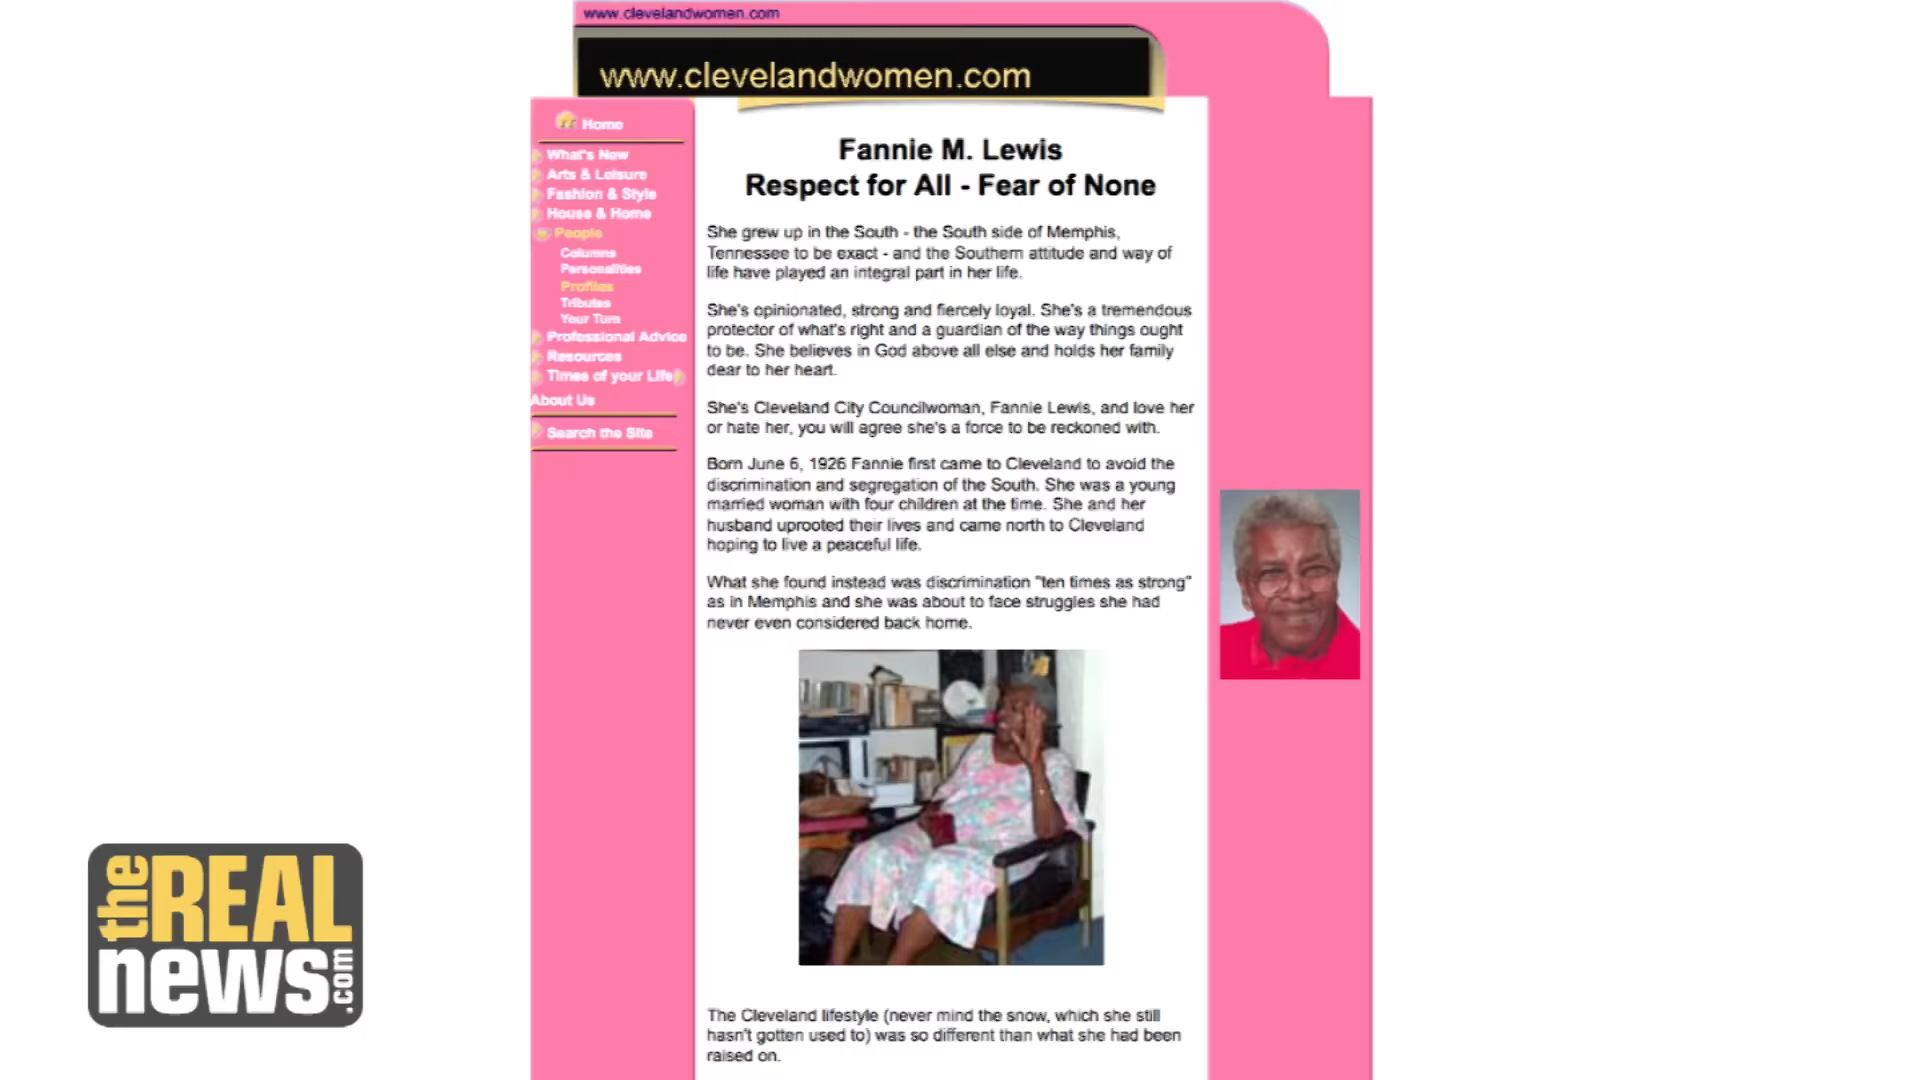 www.clevelandwomen.com
www.clevelandwomen.com
Home
What's New
Arts & Leisure
Fashion & Style
House & Home
People
Columns
Personalities
Profiles
Tributes
Your Turn
Professional Advice
Resources
Times of your Life
About Us
Search the Site
Fannie M. Lewis
Respect for All - Fear of None
She grew up in the South - the South side of Memphis,
Tennessee to be exact - and the Southern attitude and way of
life have played an integral part in her life.
She's opinionated, strong and fiercely loyal. She's a tremendous
protector of what's right and a guardian of the way things ought
to be. She believes in God above all else and holds her family
dear to her heart.
She's Cleveland City Councilwoman, Fannie Lewis, and love her
or hate her, you will agree she's a force to be reckoned with.
Born June 6, 1926 Fannie first came to Cleveland to avoid the
discrimination and segregation of the South. She was a young
married woman with four children at the time. She and her
husband uprooted their lives and came north to Cleveland
hoping to live a peaceful life.
What she found instead was discrimination "ten times as strong"
as in Memphis and she was about to face struggles she had
never even considered back home.
The Cleveland lifestyle (never mind the snow, which she still
hasn't gotten used to) was so different than what she had been
raised on.
the REAL
news.com